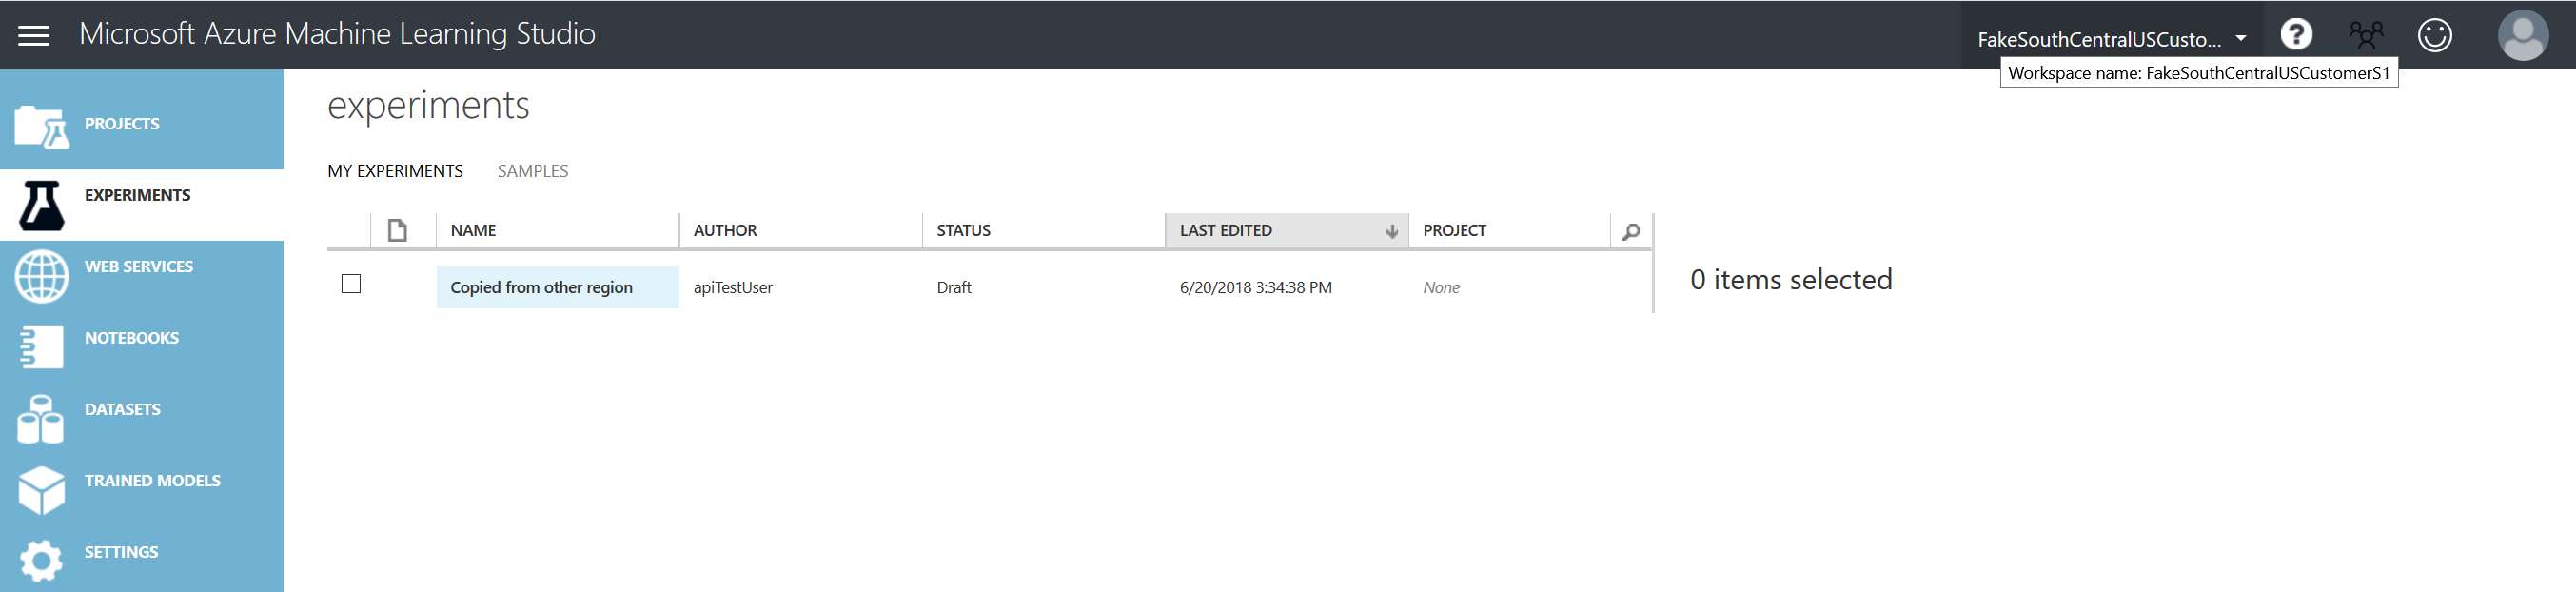 Microsoft Azure Machine Learning Studio
FakeSouthCentralUSCusto...
?
Workspace name: FakeSouthCentralUSCustomerS1
PROJECTS
EXPERIMENTS
WEB SERVICES
NOTEBOOKS
DATASETS
TRAINED MODELS
SETTINGS
experiments
MY EXPERIMENTS SAMPLES
NAME AUTHOR STATUS LAST EDITED PROJECT
Copied from other region apiTestUser Draft 6/20/2018 3:34:38 PM None
0 items selected